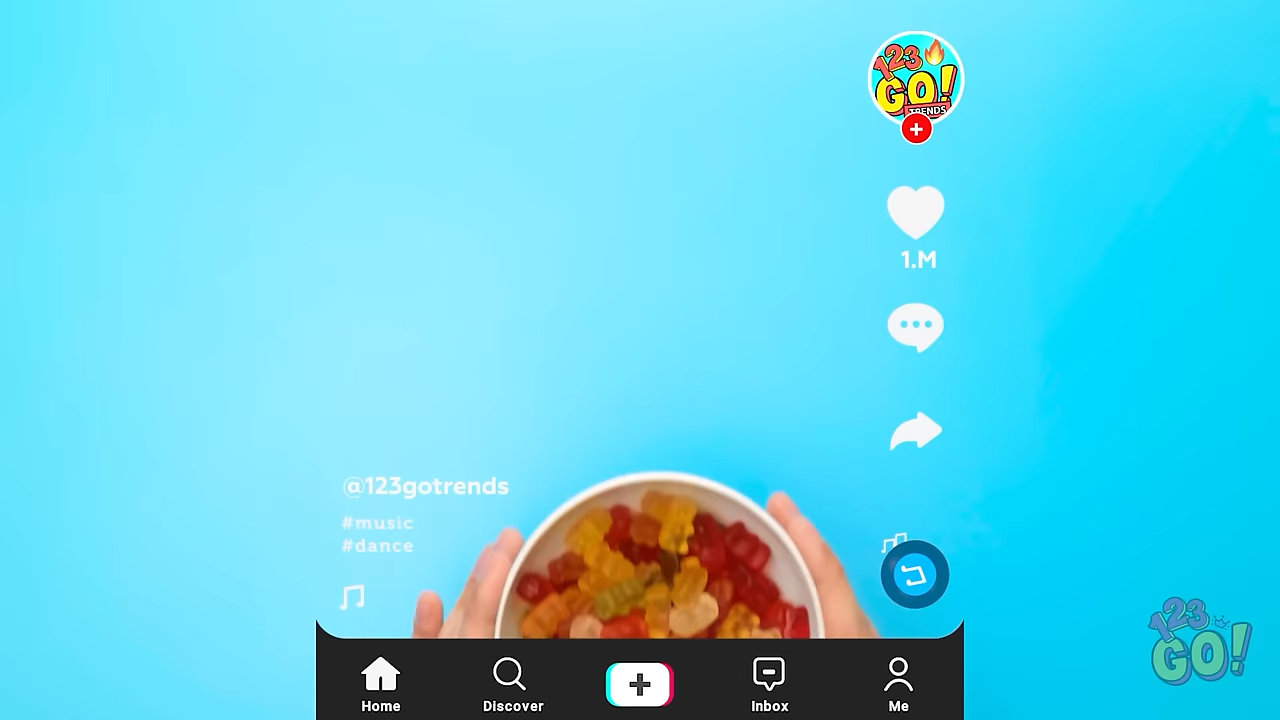 123
GO!
TRENDS
1.M
@123gotrends
#music
#dance
Home
Discover
Inbox
Me
123
GO!